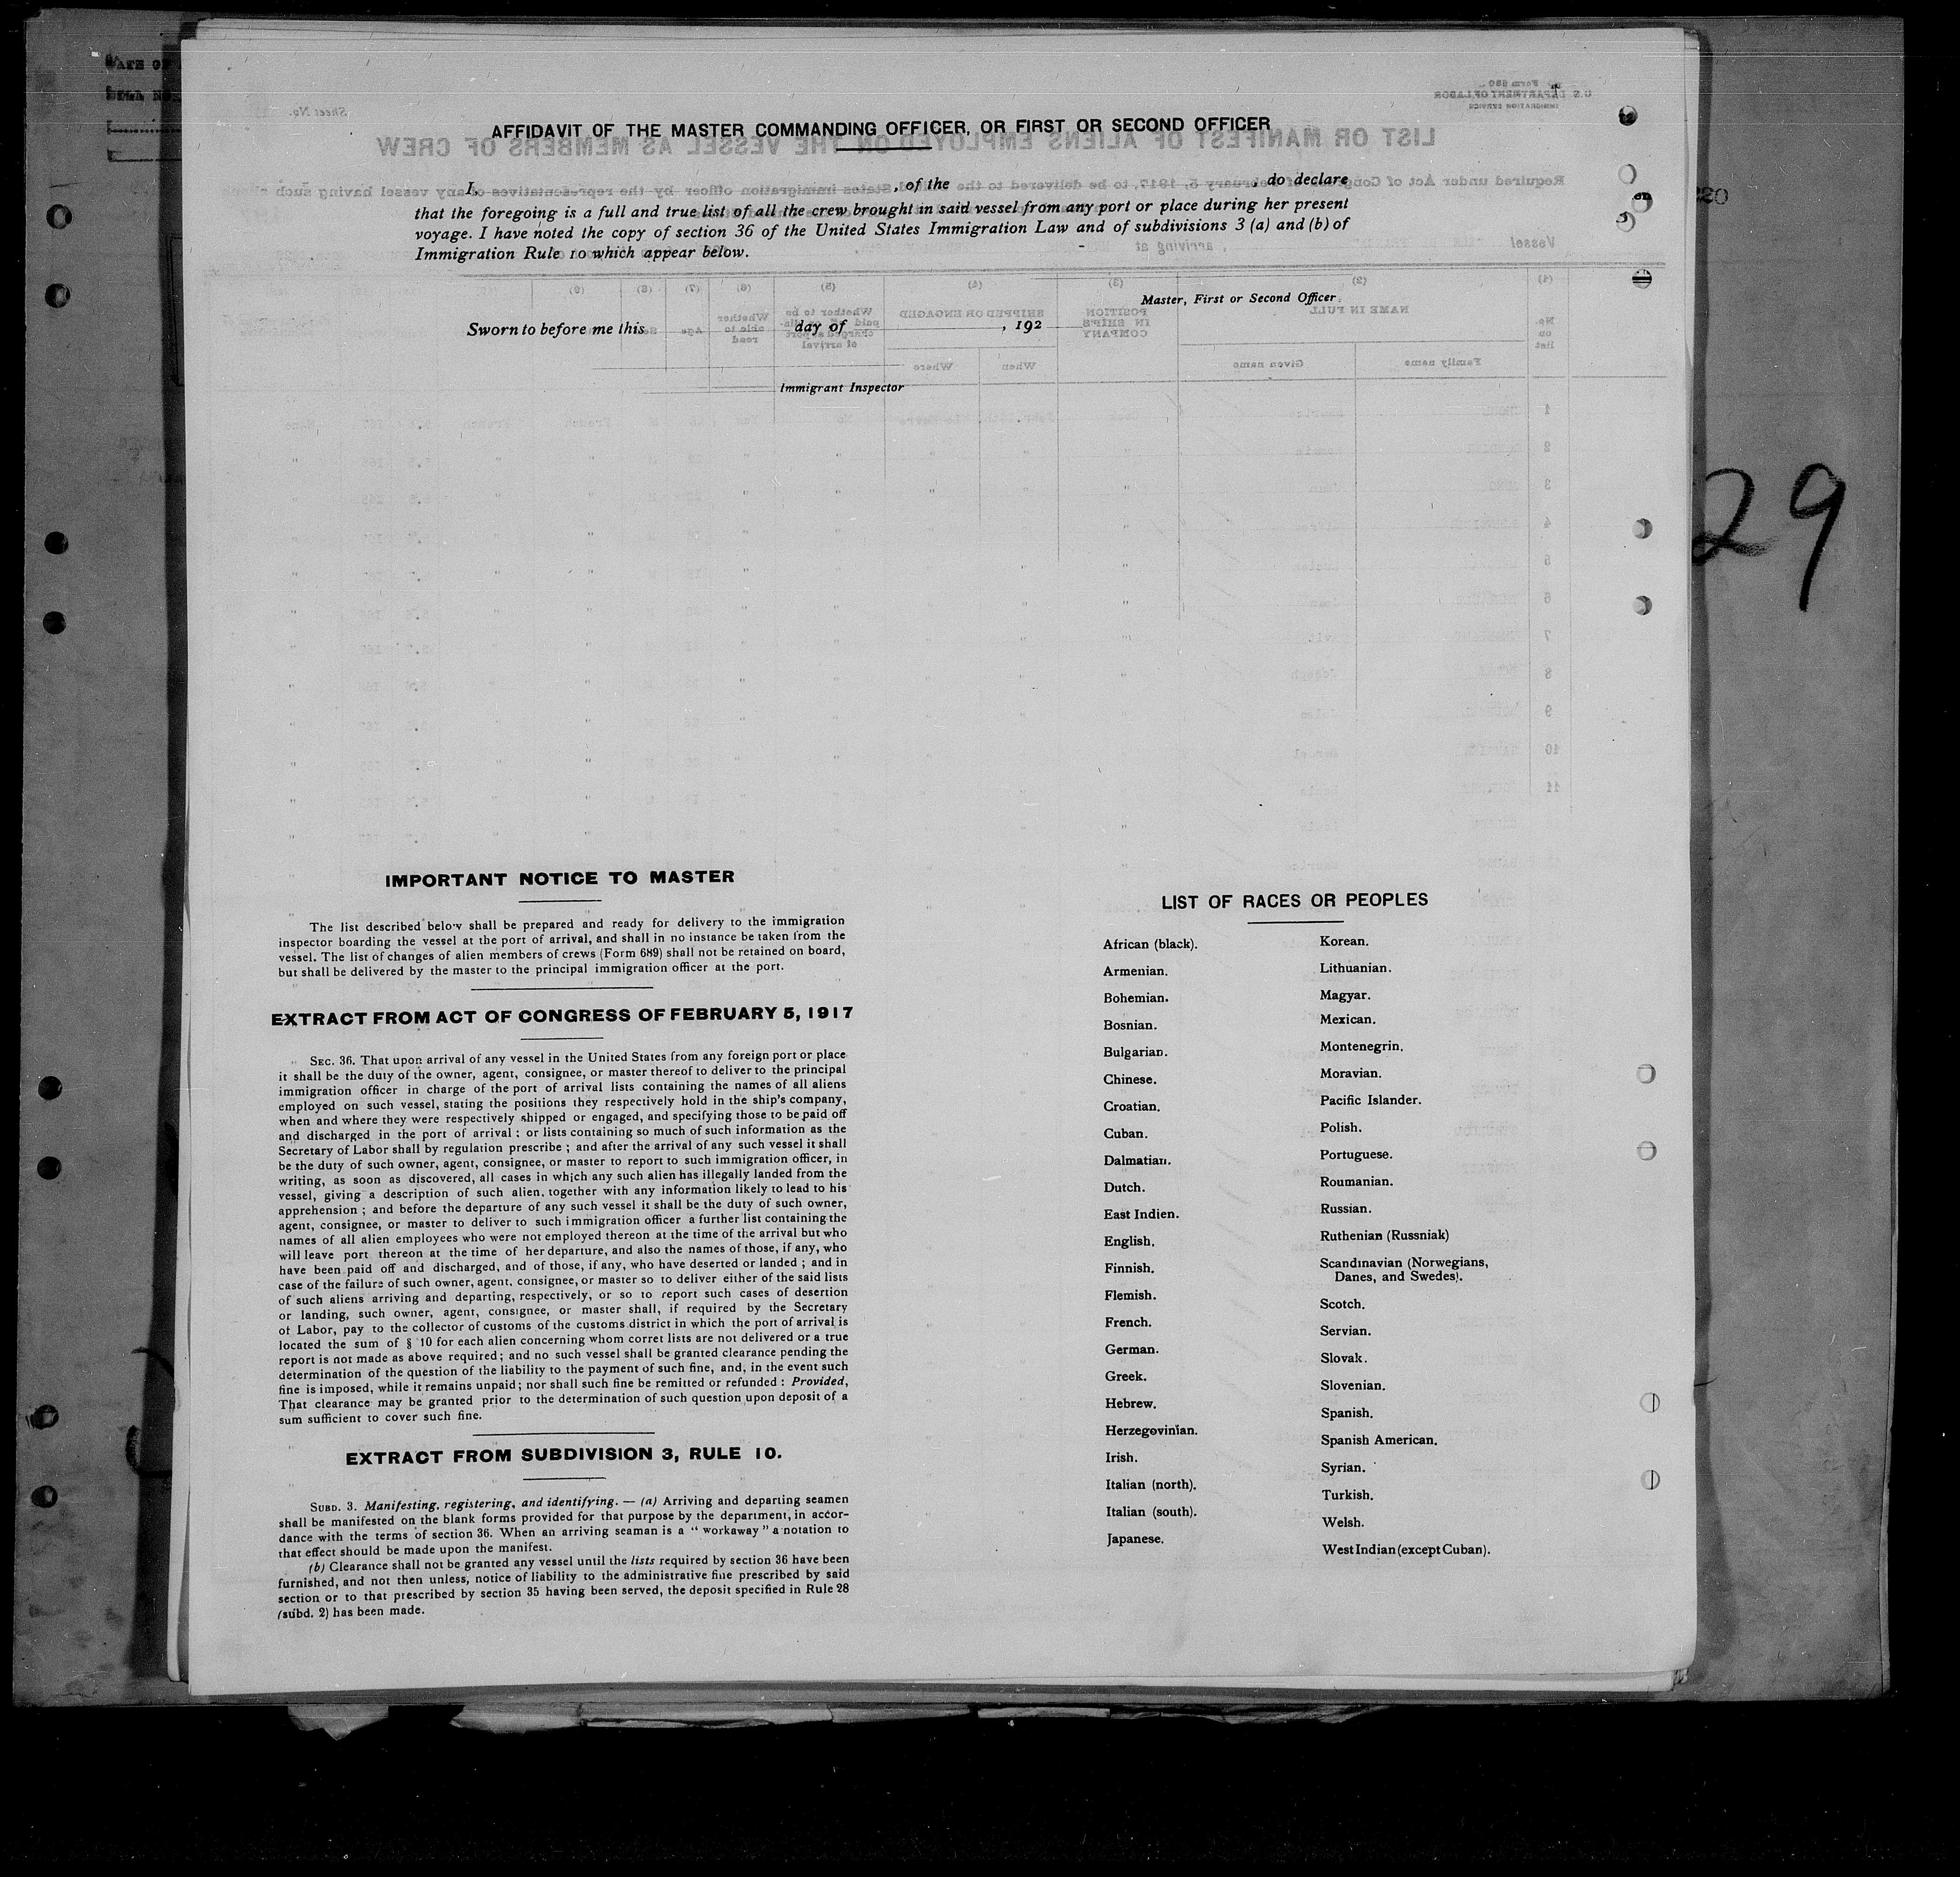 AFFIDAVIT OF THE MASTER COMMANDING OFFICER, OR FIRST OR SECOND OFFICER
I, , of the , do declare
that the foregoing is a full and true list of all the crew brought in said vessel from any port or place during her present
voyage. I have noted the copy of section 36 of the United States Immigration Law and of subdivisions 3 (a) and (b) of
Immigration Rule 10 which appear below.
Master, First or Second Officer
Sworn to before me this day of , 192
Immigrant Inspector
29
IMPORTANT NOTICE TO MASTER
The list described below shall be prepared and ready for delivery to the immigration
inspector boarding the vessel at the port of arrival, and shall in no instance be taken from the
vessel. The list of changes of alien members of crews (Form 689) shall not be retained on board,
but shall be delivered by the master to the principal immigration officer at the port.
EXTRACT FROM ACT OF CONGRESS OF FEBRUARY 5, 1917
SEC. 36. That upon arrival of any vessel in the United States from any foreign port or place
it shall be the duty of the owner, agent, consignee, or master thereof to deliver to the principal
immigration officer in charge of the port of arrival lists containing the names of all aliens
employed on such vessel, stating the positions they respectively hold in the ship's company,
when and where they were respectively shipped or engaged, and specifying those to be paid off
and discharged in the port of arrival ; or lists containing so much of such information as the
Secretary of Labor shall by regulation prescribe ; and after the arrival of any such vessel it shall
be the duty of such owner, agent, consignee, or master to report to such immigration officer, in
writing, as soon as discovered, all cases in which any such alien has illegally landed from the
vessel, giving a description of such alien, together with any information likely to lead to his
apprehension ; and before the departure of any such vessel it shall be the duty of such owner,
agent, consignee, or master to deliver to such immigration officer a further list containing the
names of all alien employees who were not employed thereon at the time of the arrival but who
will leave port thereon at the time of her departure, and also the names of those, if any, who
have been paid off and discharged, and of those, if any, who have deserted or landed ; and in
case of the failure of such owner, agent, consignee, or master so to deliver either of the said lists
of such aliens arriving and departing, respectively, or so to report such cases of desertion
or landing, such owner, agent, consignee, or master shall, if required by the Secretary
of Labor, pay to the collector of customs of the customs district in which the port of arrival is
located the sum of § 10 for each alien concerning whom corret lists are not delivered or a true
report is not made as above required ; and no such vessel shall be granted clearance pending the
determination of the question of the liability to the payment of such fine, and, in the event such
fine is imposed, while it remains unpaid ; nor shall such fine be remitted or refunded : Provided,
That clearance may be granted prior to the determination of such question upon deposit of a
sum sufficient to cover such fine.
EXTRACT FROM SUBDIVISION 3, RULE 10.
SUBD. 3. Manifesting, registering, and identifying. — (a) Arriving and departing seamen
shall be manifested on the blank forms provided for that purpose by the department, in accor-
dance with the terms of section 36. When an arriving seaman is a " workaway " a notation to
that effect should be made upon the manifest.
(b) Clearance shall not be granted any vessel until the lists required by section 36 have been
furnished, and not then unless, notice of liability to the administrative fine prescribed by said
section or to that prescribed by section 35 having been served, the deposit specified in Rule 28
(subd. 2) has been made.
LIST OF RACES OR PEOPLES
African (black).
Armenian.
Bohemian.
Bosnian.
Bulgarian.
Chinese.
Croatian.
Cuban.
Dalmatian.
Dutch.
East Indien.
English.
Finnish.
Flemish.
French.
German.
Greek.
Hebrew.
Herzegovinian.
Irish.
Italian (north).
Italian (south).
Japanese.
Korean.
Lithuanian.
Magyar.
Mexican.
Montenegrin.
Moravian.
Pacific Islander.
Polish.
Portuguese.
Roumanian.
Russian.
Ruthenian (Russniak)
Scandinavian (Norwegians,
Danes, and Swedes).
Scotch.
Servian.
Slovak.
Slovenian.
Spanish.
Spanish American.
Syrian.
Turkish.
Welsh.
West Indian (except Cuban).